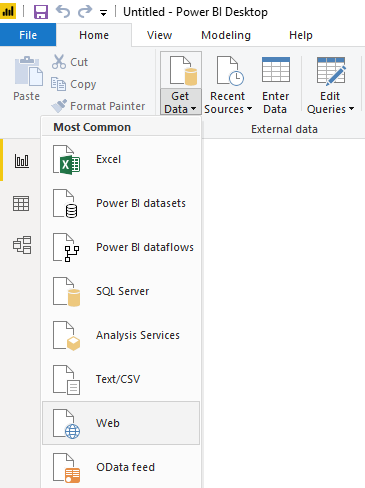 Untitled - Power BI Desktop
File Home View Modeling Help
Paste
Cut
Copy
Format Painter
Get Data
Recent Sources
Enter Data
Edit Queries
External data
Most Common
Excel
Power BI datasets
Power BI dataflows
SQL Server
Analysis Services
Text/CSV
Web
OData feed